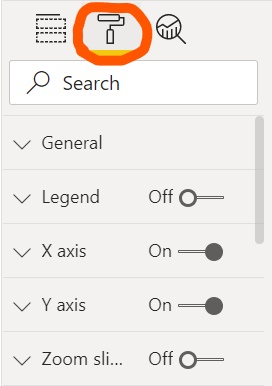 Search
General
Legend Off
X axis On
Y axis On
Zoom sli... Off